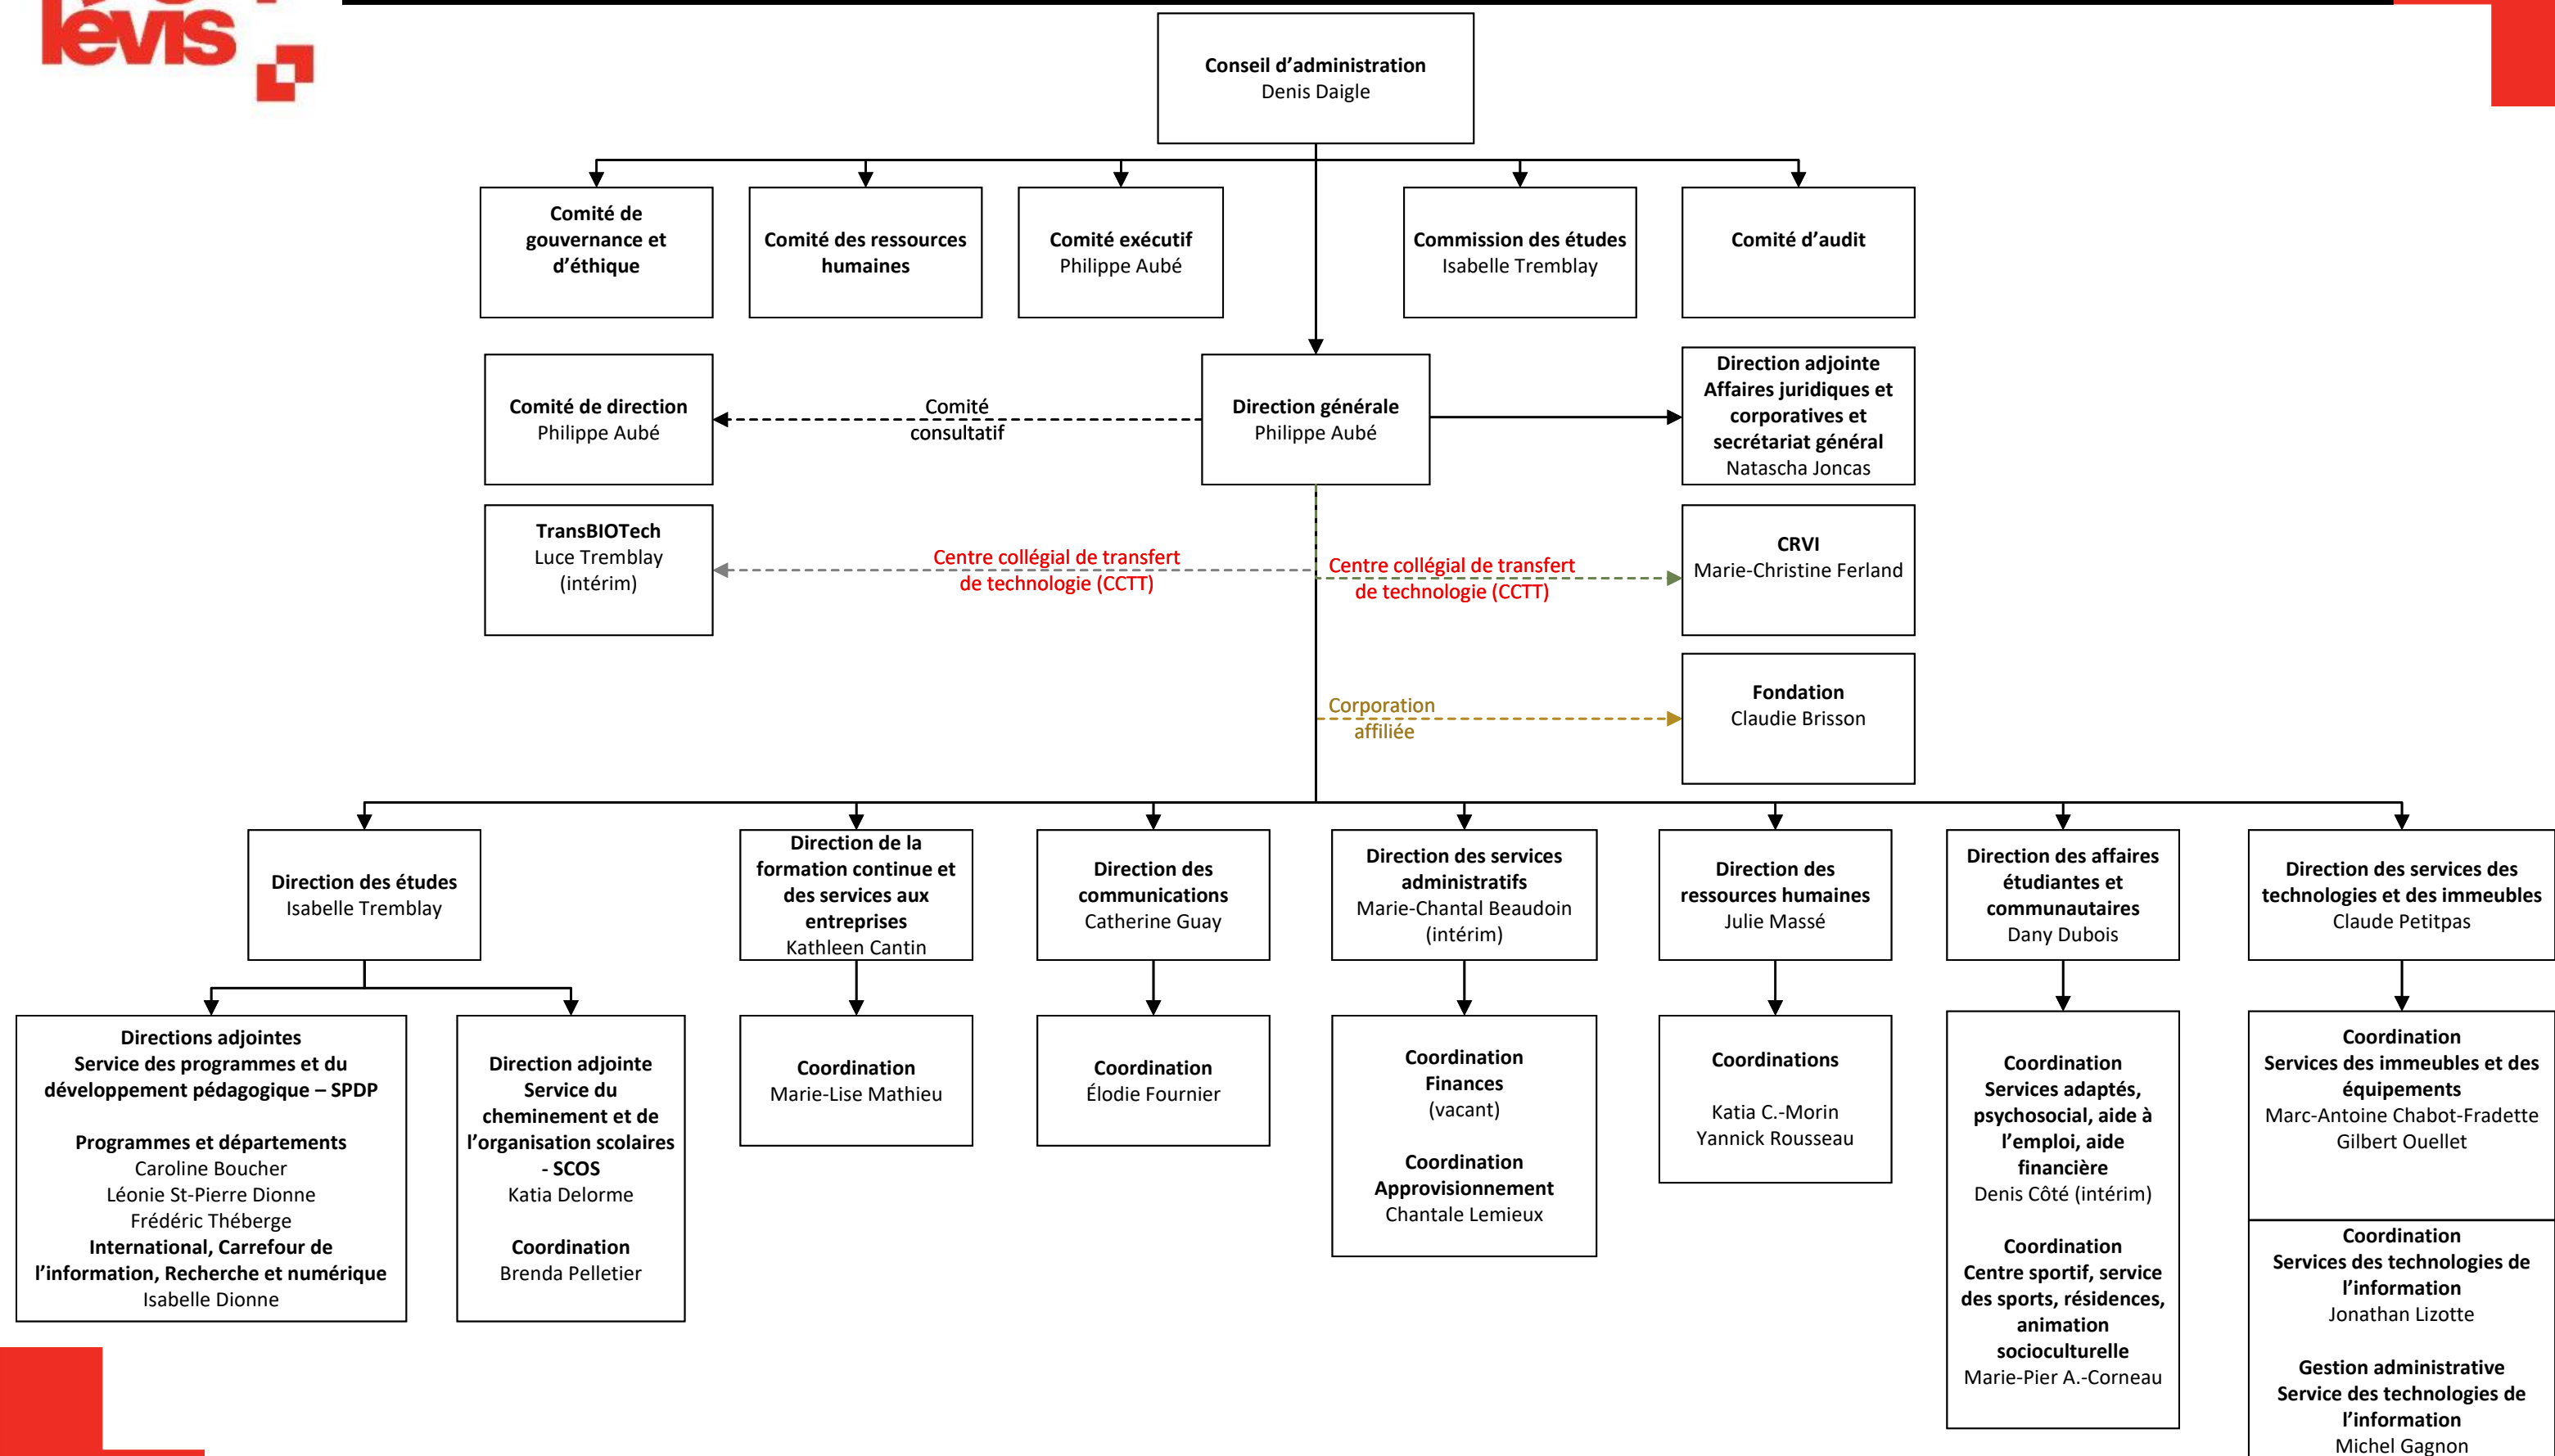 lévis
Conseil d’administration
Denis Daigle
Comité de
gouvernance et
d’éthique
Comité des ressources
humaines
Comité exécutif
Philippe Aubé
Commission des études
Isabelle Tremblay
Comité d’audit
Comité de direction
Philippe Aubé
Comité
consultatif
Direction générale
Philippe Aubé
Direction adjointe
Affaires juridiques et
corporatives et
secrétariat général
Natascha Joncas
TransBIOTech
Luce Tremblay
(intérim)
Centre collégial de transfert
de technologie (CCTT)
Centre collégial de transfert
de technologie (CCTT)
CRVI
Marie-Christine Ferland
Corporation
affiliée
Fondation
Claudie Brisson
Direction des études
Isabelle Tremblay
Direction de la
formation continue et
des services aux
entreprises
Kathleen Cantin
Direction des
communications
Catherine Guay
Direction des services
administratifs
Marie-Chantal Beaudoin
(intérim)
Direction des
ressources humaines
Julie Massé
Direction des affaires
étudiantes et
communautaires
Dany Dubois
Direction des services des
technologies et des immeubles
Claude Petitpas
Directions adjointes
Service des programmes et du
développement pédagogique – SPDP
Programmes et départements
Caroline Boucher
Léonie St-Pierre Dionne
Frédéric Théberge
International, Carrefour de
l’information, Recherche et numérique
Isabelle Dionne
Direction adjointe
Service du
cheminement et de
l’organisation scolaires
- SCOS
Katia Delorme
Coordination
Brenda Pelletier
Coordination
Marie-Lise Mathieu
Coordination
Élodie Fournier
Coordination
Finances
(vacant)
Coordination
Approvisionnement
Chantale Lemieux
Coordinations
Katia C.-Morin
Yannick Rousseau
Coordination
Services adaptés,
psychosocial, aide à
l’emploi, aide
financière
Denis Côté (intérim)
Coordination
Centre sportif, service
des sports, résidences,
animation
socioculturelle
Marie-Pier A.-Corneau
Coordination
Services des immeubles et des
équipements
Marc-Antoine Chabot-Fradette
Gilbert Ouellet
Coordination
Services des technologies de
l’information
Jonathan Lizotte
Gestion administrative
Service des technologies de
l’information
Michel Gagnon